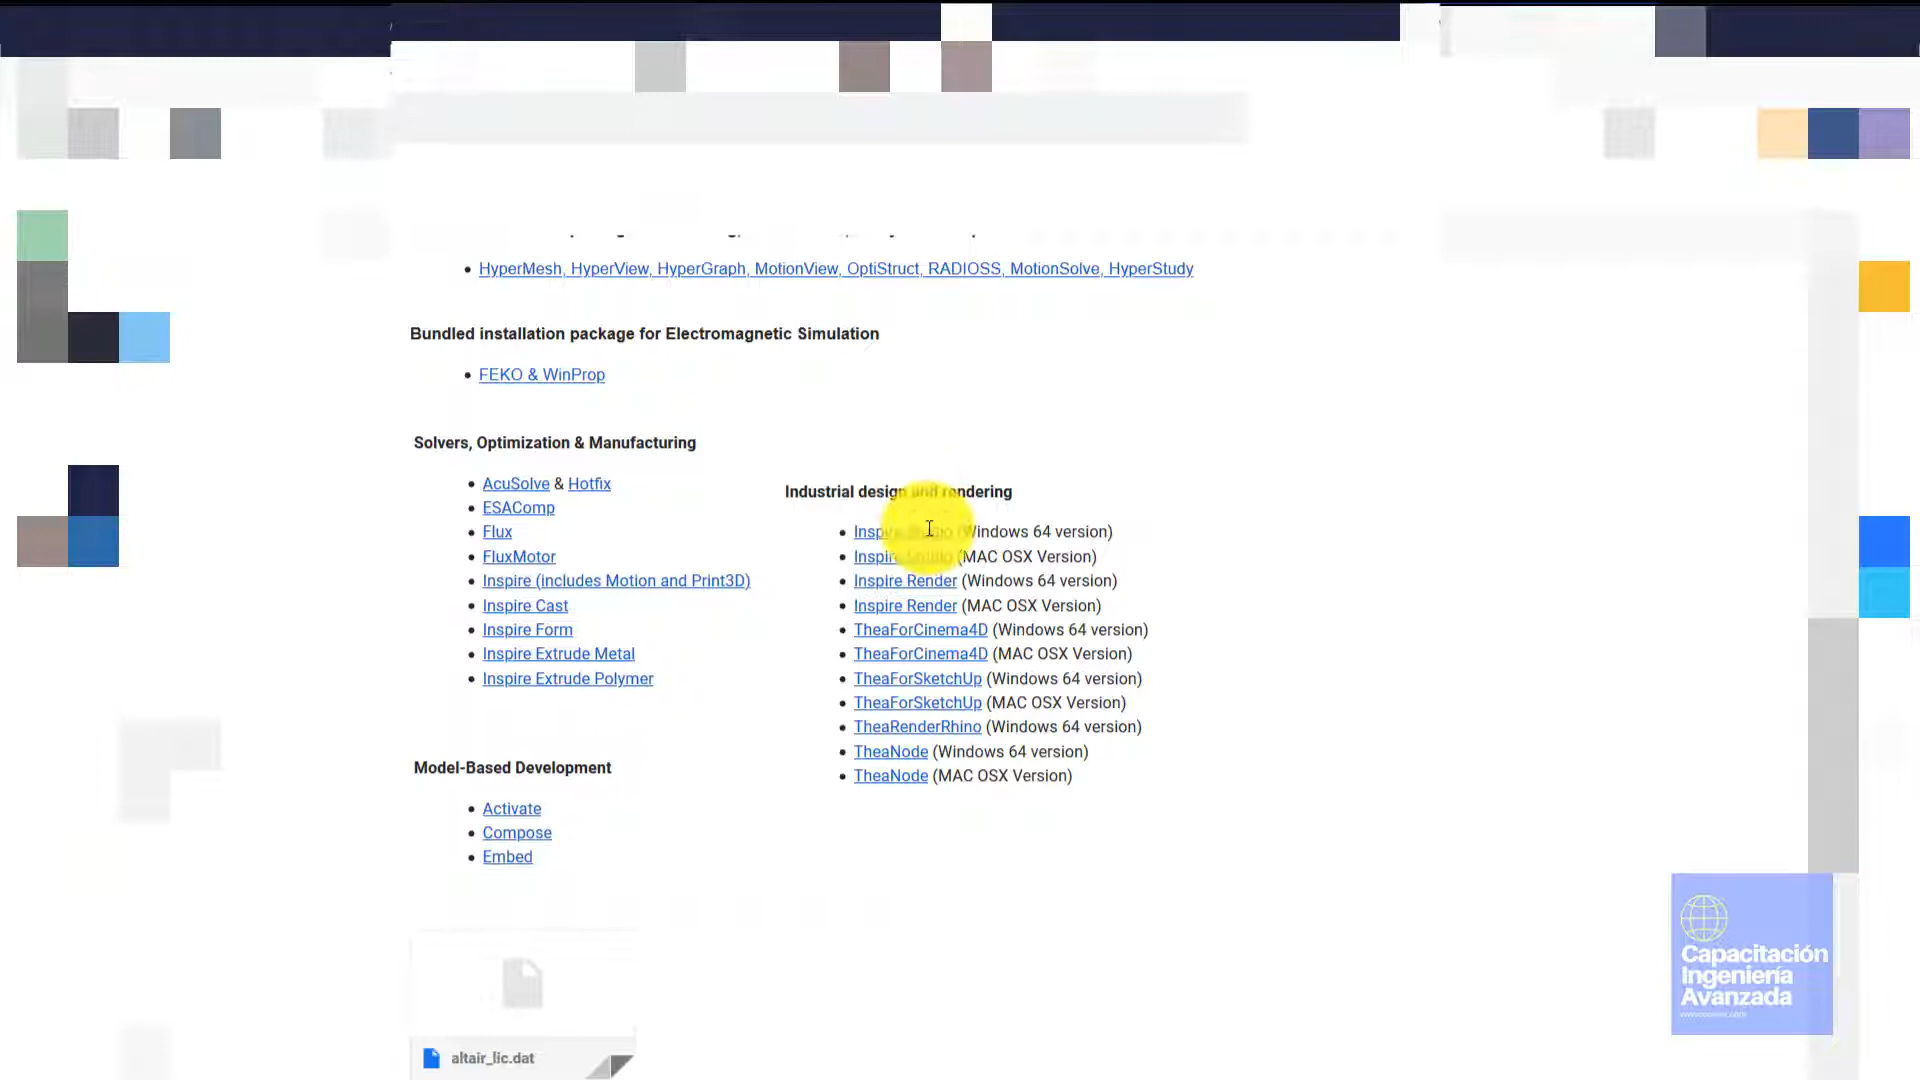 HyperMesh, HyperView, HyperGraph, MotionView, OptiStruct, RADIOSS, MotionSolve, HyperStudy
Bundled installation package for Electromagnetic Simulation
FEKO & WinProp
Solvers, Optimization & Manufacturing
AcuSolve & Hotfix
ESAComp
Flux
FluxMotor
Inspire (includes Motion and Print3D)
Inspire Cast
Inspire Form
Inspire Extrude Metal
Inspire Extrude Polymer
Model-Based Development
Activate
Compose
Embed
Industrial design and rendering
Inspire Studio (Windows 64 version)
Inspire Studio (MAC OSX Version)
Inspire Render (Windows 64 version)
Inspire Render (MAC OSX Version)
TheaForCinema4D (Windows 64 version)
TheaForCinema4D (MAC OSX Version)
TheaForSketchUp (Windows 64 version)
TheaForSketchUp (MAC OSX Version)
TheaRenderRhino (Windows 64 version)
TheaNode (Windows 64 version)
TheaNode (MAC OSX Version)
altair_lic.dat
Capacitación
Ingeniería
Avanzada